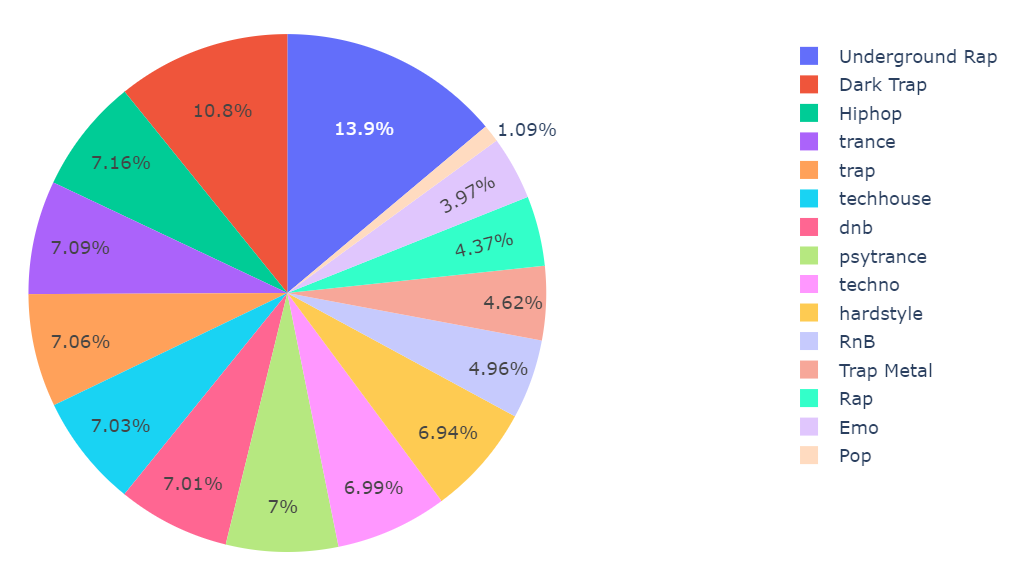 13.9%
1.09%
3.97%
4.37%
4.62%
4.96%
6.94%
6.99%
7%
7.01%
7.03%
7.06%
7.09%
7.16%
10.8%
Underground Rap
Dark Trap
Hiphop
trance
trap
techhouse
dnb
psytrance
techno
hardstyle
RnB
Trap Metal
Rap
Emo
Pop